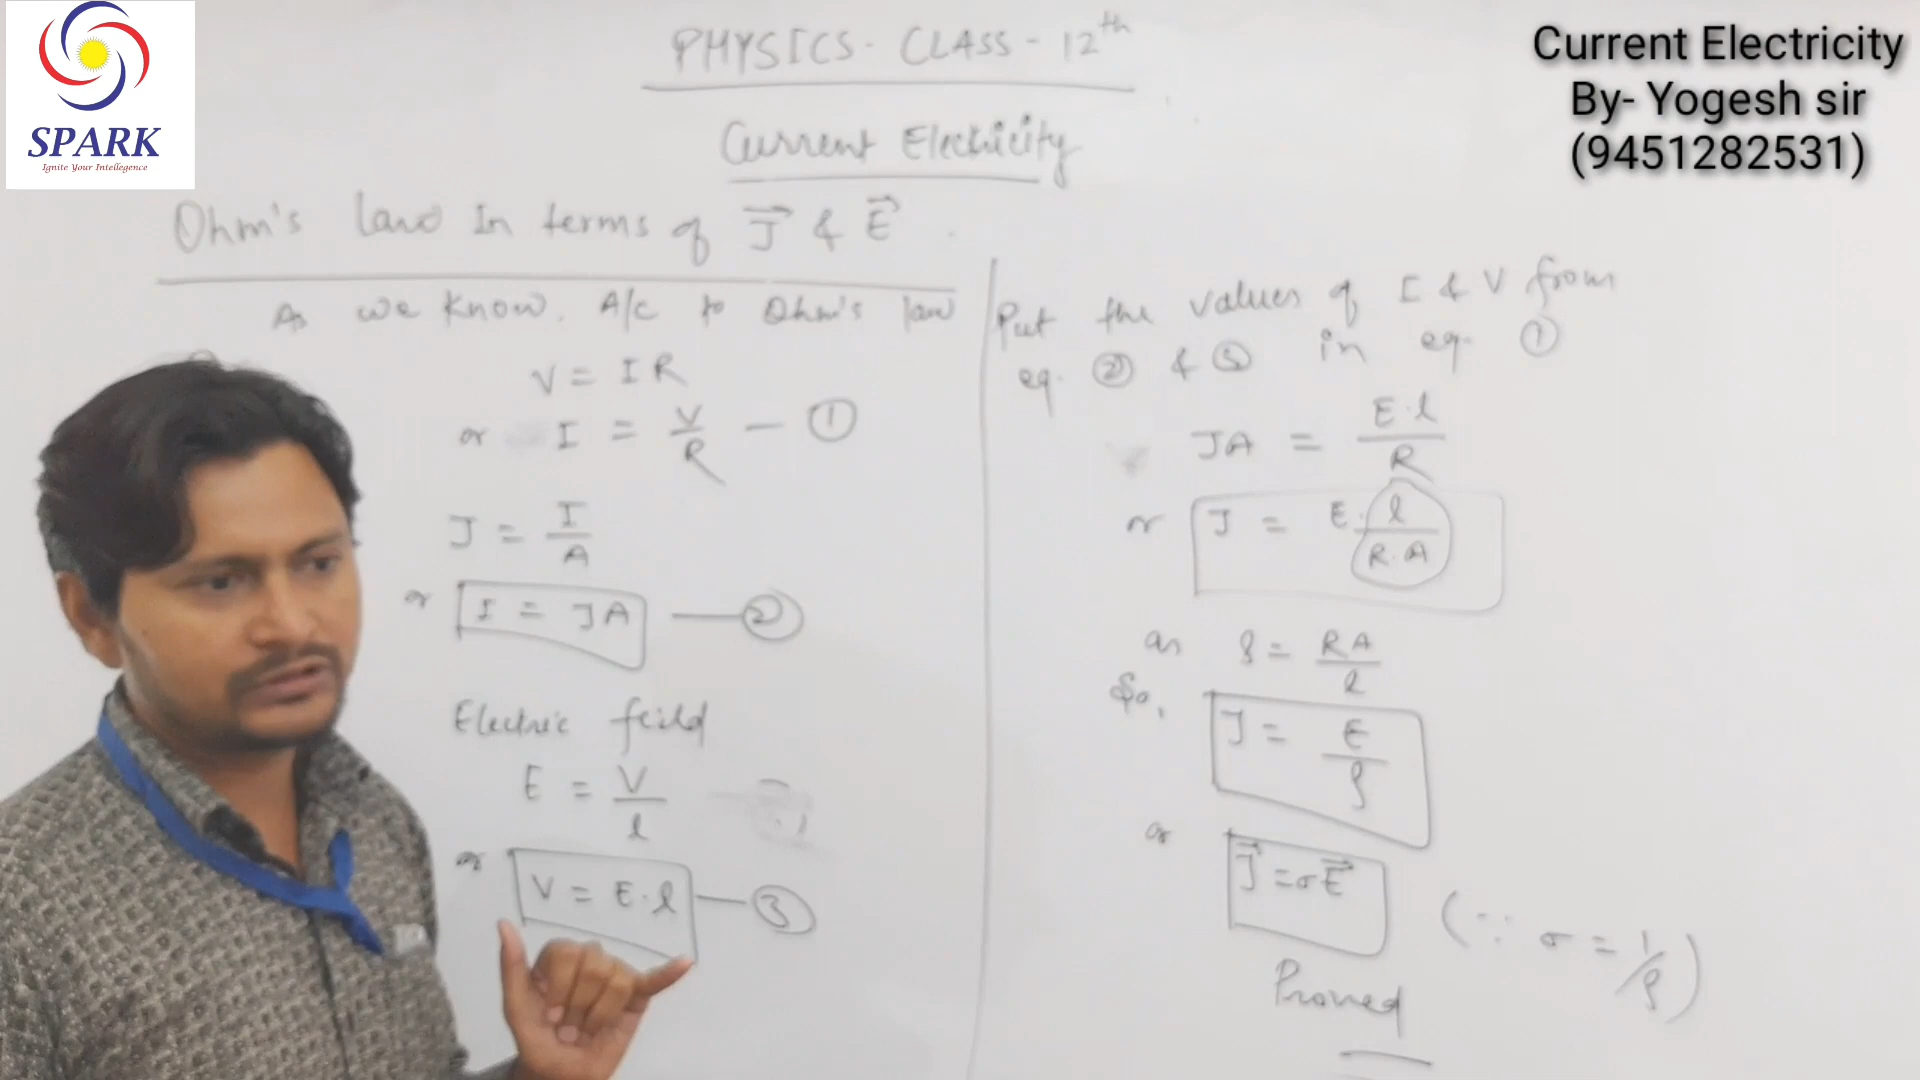 SPARK
Ignite Your Intellegence
Current Electricity
By- Yogesh sir
(9451282531)
PHYSICS - CLASS - 12th
Current Electricity
Ohm's law In terms of J⃗ & E⃗.
As we know, A/c to Ohm's law
V = IR
or I = V/R — ①
J = I/A
or I = JA — ②
Electric feild
E = V/l
or V = E·l — ③
Put the values of I & V from
eq. ② & ③ in eq. ①
JA = E·l/R
or J = E· l/R·A
as ρ = RA/l
So, J = E/ρ
or J⃗ = σE⃗ (∵ σ = 1/ρ)
Proved